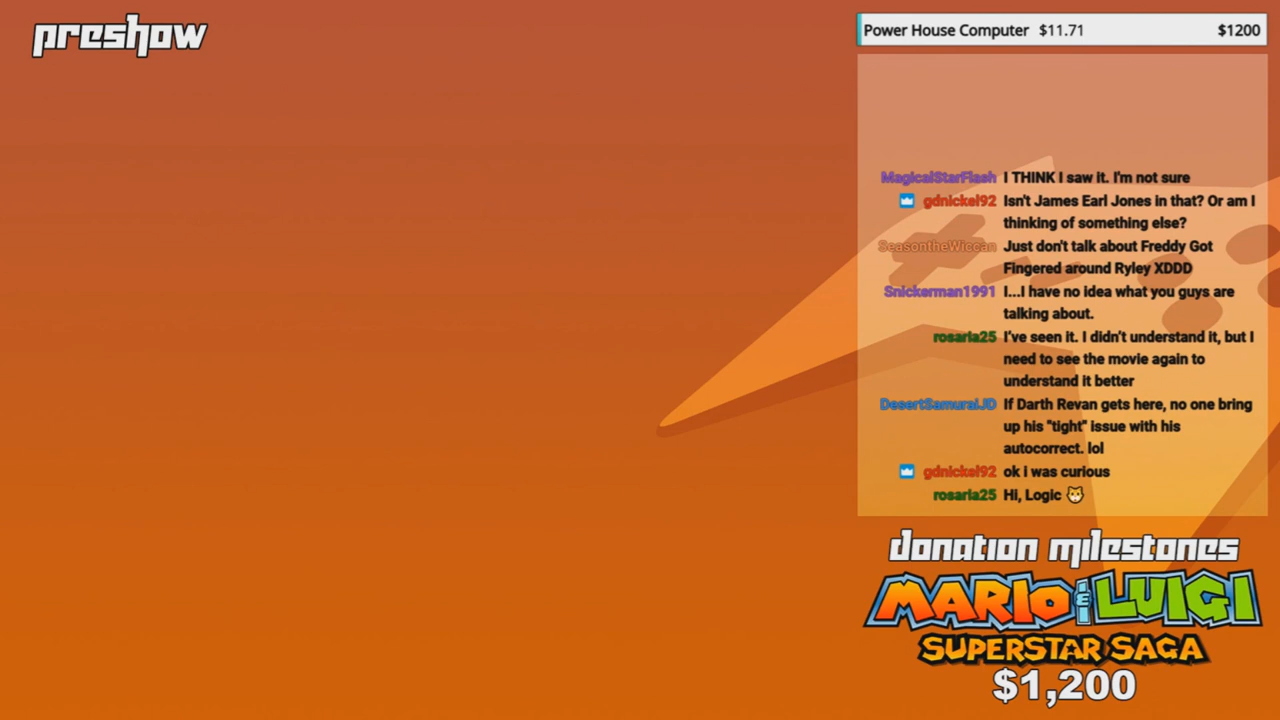 preshow
Power House Computer $11.71 $1200
MagicalStarFlash I THINK I saw it. I'm not sure
gdnickel92 Isn't James Earl Jones in that? Or am I
thinking of something else?
SeasontheWiccan Just don't talk about Freddy Got
Fingered around Ryley XDDD
Snickerman1991 I...I have no idea what you guys are
talking about.
rosaria25 I've seen it. I didn't understand it, but I
need to see the movie again to
understand it better
DesertSamuraiJD If Darth Revan gets here, no one bring
up his "tight" issue with his
autocorrect. lol
gdnickel92 ok i was curious
rosaria25 Hi, Logic 🐹
donation milestones
MARIO & LUIGI
SUPERSTAR SAGA
$1,200